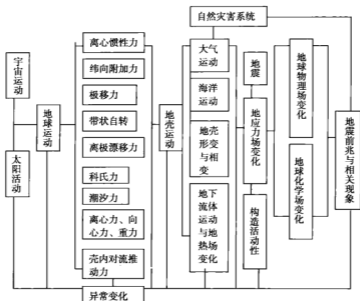 自然灾害系统
宇宙运动
太阳活动
地球运动
离心惯性力
纬向附加力
极移力
带状自转
离极漂移力
科氏力
潮汐力
离心力、向
心力、重力
壳内对流推
动力
异常变化
地壳运动
大气
运动
海洋
运动
地壳
形变
与相
变
地下
流体
运动
与地
热场
变化
地震
地应力场变化
构造活动性
地球物理场变化
地球化学场变化
地震前兆与相关现象